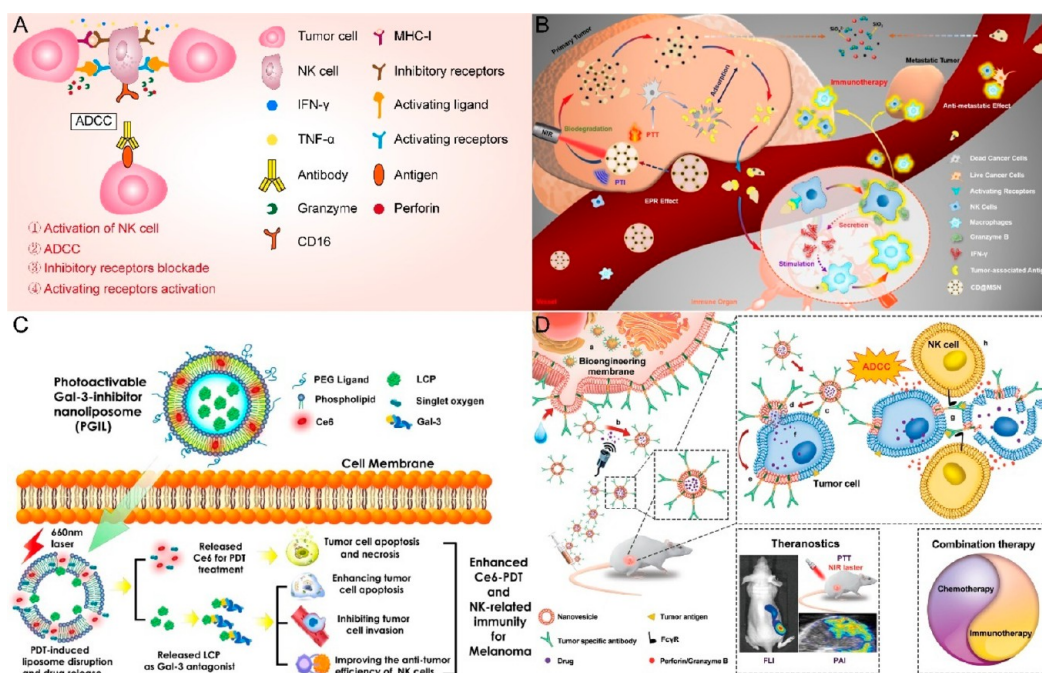 A
Tumor cell
MHC-I
NK cell
Inhibitory receptors
IFN-γ
Activating ligand
ADCC
TNF-α
Activating receptors
Antibody
Antigen
Granzyme
Perforin
CD16
① Activation of NK cell
② ADCC
③ Inhibitory receptors blockade
④ Activating receptors activation
B
Primary Tumor
Metastatic Tumor
Immunotherapy
Adsorption
NIR
Biodegradation
PTT
PTI
EPR Effect
Anti-metastatic Effect
Secretion
Stimulation
Vessel
Immune Organ
Dead Cancer Cells
Live Cancer Cells
Activating Receptors
NK Cells
Macrophages
Granzyme B
IFN-γ
Tumor-associated Anti
CD@MSN
C
Photoactivable
Gal-3-inhibitor
nanoliposome
(PGIL)
PEG Ligand
LCP
Phospholipid
Singlet oxygen
Ce6
Gal-3
Cell Membrane
660nm
laser
Released
Ce6 for PDT
treatment
Tumor cell apoptosis
and necrosis
Enhancing tumor
cell apoptosis
Inhibiting tumor
cell invasion
Released LCP
as Gal-3 antagonist
Improving the anti-tumor
efficiency of NK cells
PDT-induced
liposome disruption
and drug release
Enhanced
Ce6-PDT
and
NK-related
immunity
for
Melanoma
D
a
Bioengineering
membrane
b
NK cell
h
ADCC
d
c
e
Tumor cell
Nanovesicle
Tumor antigen
Tumor specific antibody
FcγR
Drug
Perforin/Granzyme B
Theranostics
PTT
NIR laster
FLI
PAI
Combination therapy
Chemotherapy
Immunotherapy